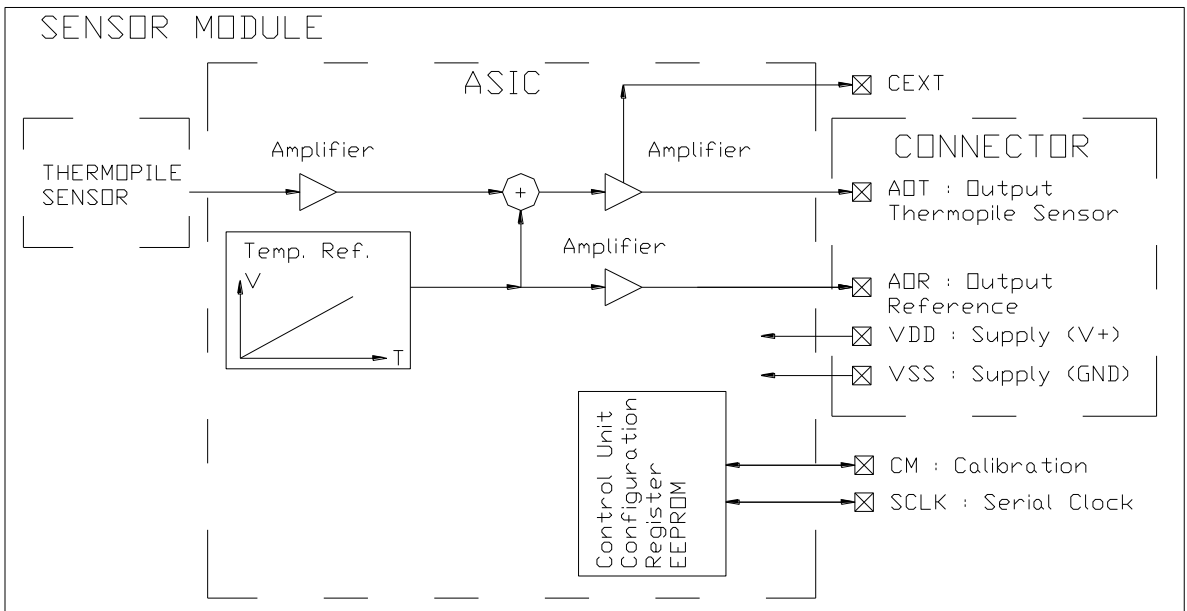 SENSOR MODULE
ASIC
CEXT
Amplifier
Amplifier
CONNECTOR
THERMOPILE
SENSOR
+
AOT : Output
Thermopile Sensor
Temp. Ref.
V
T
Amplifier
AOR : Output
Reference
VDD : Supply (V+)
VSS : Supply (GND)
Control Unit
Configuration
Register
EEPROM
CM : Calibration
SCLK : Serial Clock